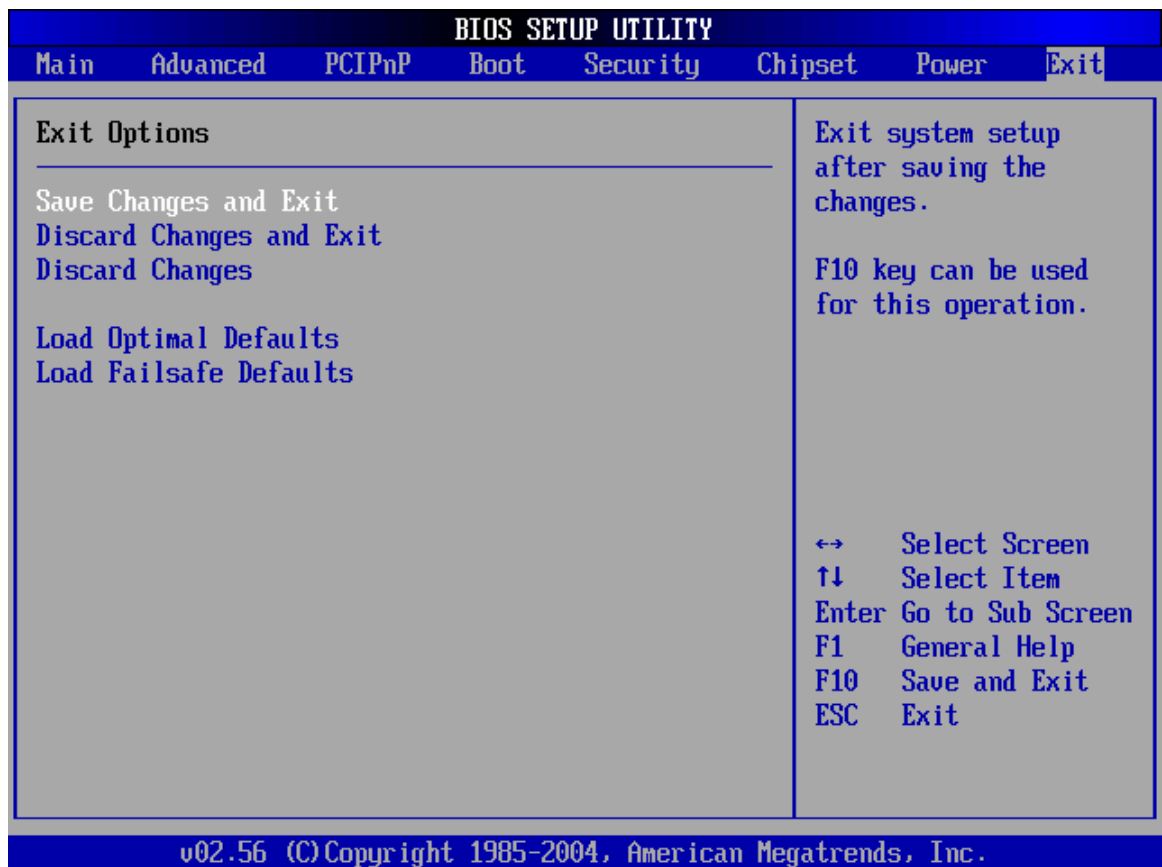 BIOS SETUP UTILITY
Main Advanced PCIPnP Boot Security Chipset Power Exit
Exit Options
Save Changes and Exit
Discard Changes and Exit
Discard Changes
Load Optimal Defaults
Load Failsafe Defaults
Exit system setup
after saving the
changes.
F10 key can be used
for this operation.
←→ Select Screen
↑↓ Select Item
Enter Go to Sub Screen
F1 General Help
F10 Save and Exit
ESC Exit
v02.56 (C)Copyright 1985-2004, American Megatrends, Inc.